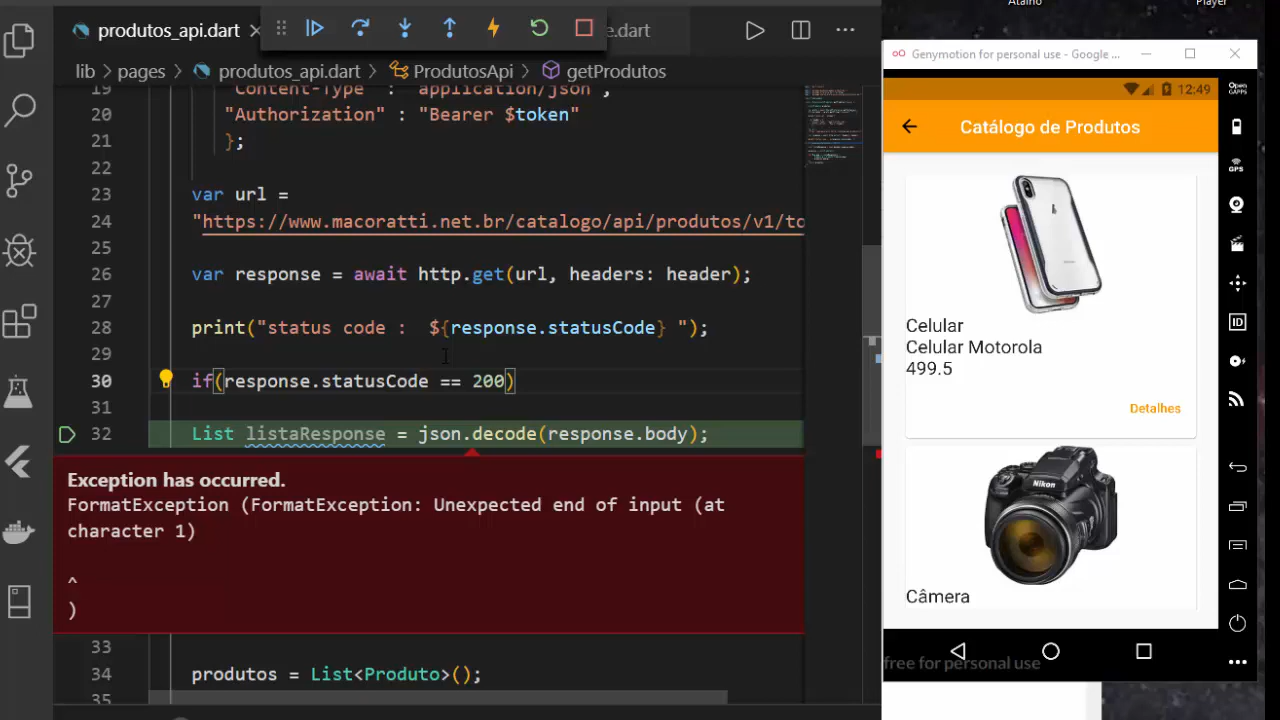 produtos_api.dart
e.dart
lib > pages > produtos_api.dart > ProdutosApi > getProdutos
19 "Content-Type" : "application/json",
20 "Authorization" : "Bearer $token"
21 };
22
23 var url =
24 "https://www.macoratti.net.br/catalogo/api/produtos/v1/to
25
26 var response = await http.get(url, headers: header);
27
28 print("status code :  ${response.statusCode} ");
29
30 if(response.statusCode == 200)
31
32 List listaResponse = json.decode(response.body);
Exception has occurred.
FormatException (FormatException: Unexpected end of input (at
character 1)
^
)
33
34 produtos = List<Produto>();
35
Atalho
Player
Genymotion for personal use - Google ...
12:49
Catálogo de Produtos
Celular
Celular Motorola
499.5
Detalhes
Nikon
Câmera
free for personal use
Open
GAPPS
GPS
ID